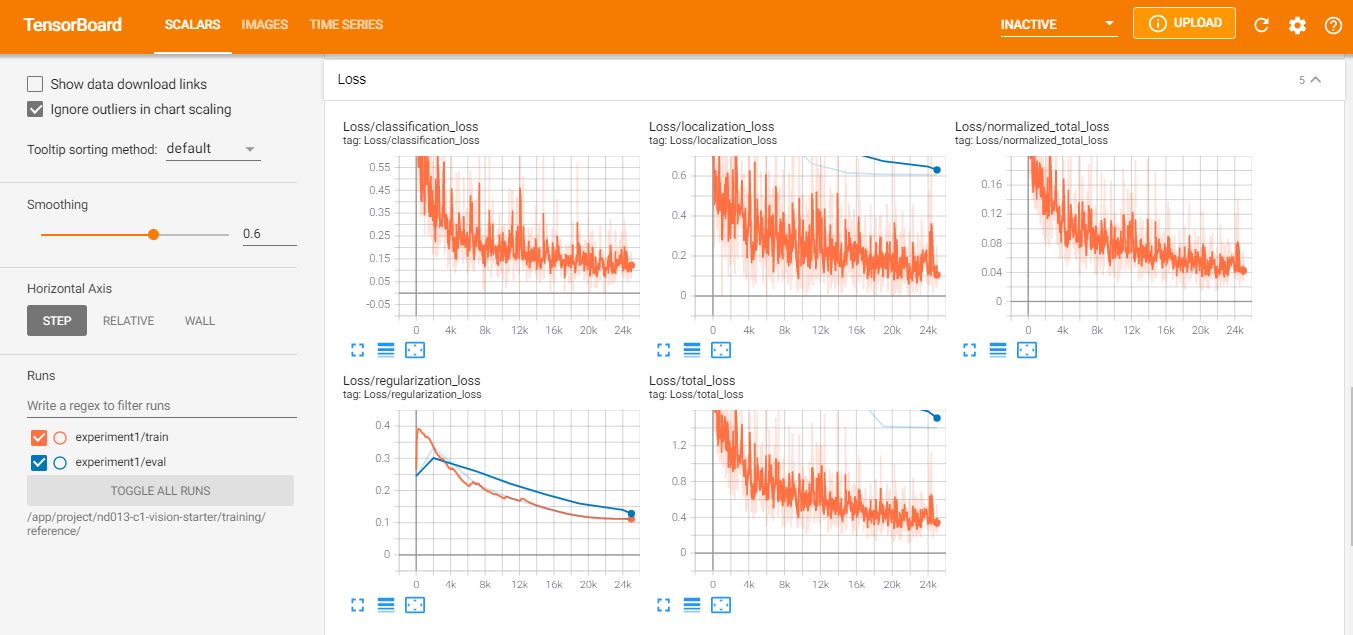 TensorBoard SCALARS IMAGES TIME SERIES INACTIVE UPLOAD
Show data download links
Ignore outliers in chart scaling
Tooltip sorting method: default
Smoothing
0.6
Horizontal Axis
STEP RELATIVE WALL
Runs
Write a regex to filter runs
experiment1/train
experiment1/eval
TOGGLE ALL RUNS
/app/project/nd013-c1-vision-starter/training/
reference/
Loss 5
Loss/classification_loss
tag: Loss/classification_loss
0.55
0.45
0.35
0.25
0.15
0.05
-0.05
0 4k 8k 12k 16k 20k 24k
Loss/localization_loss
tag: Loss/localization_loss
0.6
0.4
0.2
0
0 4k 8k 12k 16k 20k 24k
Loss/normalized_total_loss
tag: Loss/normalized_total_loss
0.16
0.12
0.08
0.04
0
0 4k 8k 12k 16k 20k 24k
Loss/regularization_loss
tag: Loss/regularization_loss
0.4
0.3
0.2
0.1
0
0 4k 8k 12k 16k 20k 24k
Loss/total_loss
tag: Loss/total_loss
1.2
0.8
0.4
0
0 4k 8k 12k 16k 20k 24k